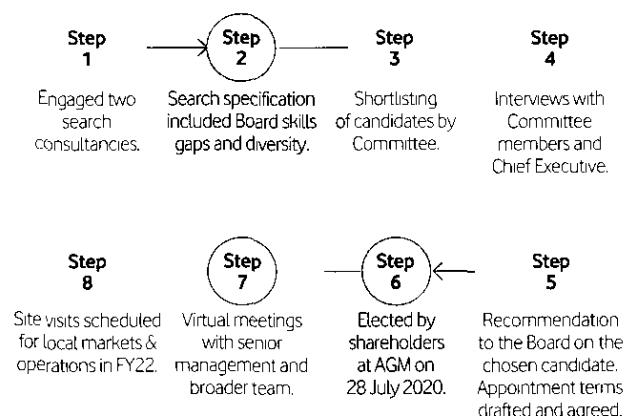 Step
1
Engaged two
search
consultancies.
Step
2
Search specification
included Board skills
gaps and diversity.
Step
3
Shortlisting
of candidates by
Committee.
Step
4
Interviews with
Committee
members and
Chief Executive.
Step
8
Site visits scheduled
for local markets &
operations in FY22.
Step
7
Virtual meetings
with senior
management and
broader team.
Step
6
Elected by
shareholders
at AGM on
28 July 2020.
Step
5
Recommendation
to the Board on the
chosen candidate.
Appointment terms
drafted and agreed.